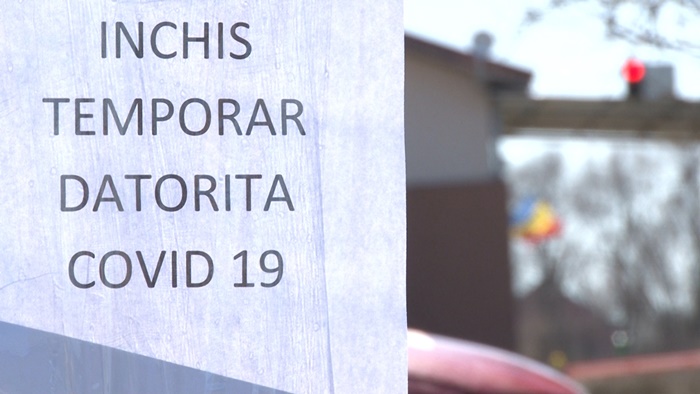 INCHIS
TEMPORAR
DATORITA
COVID 19